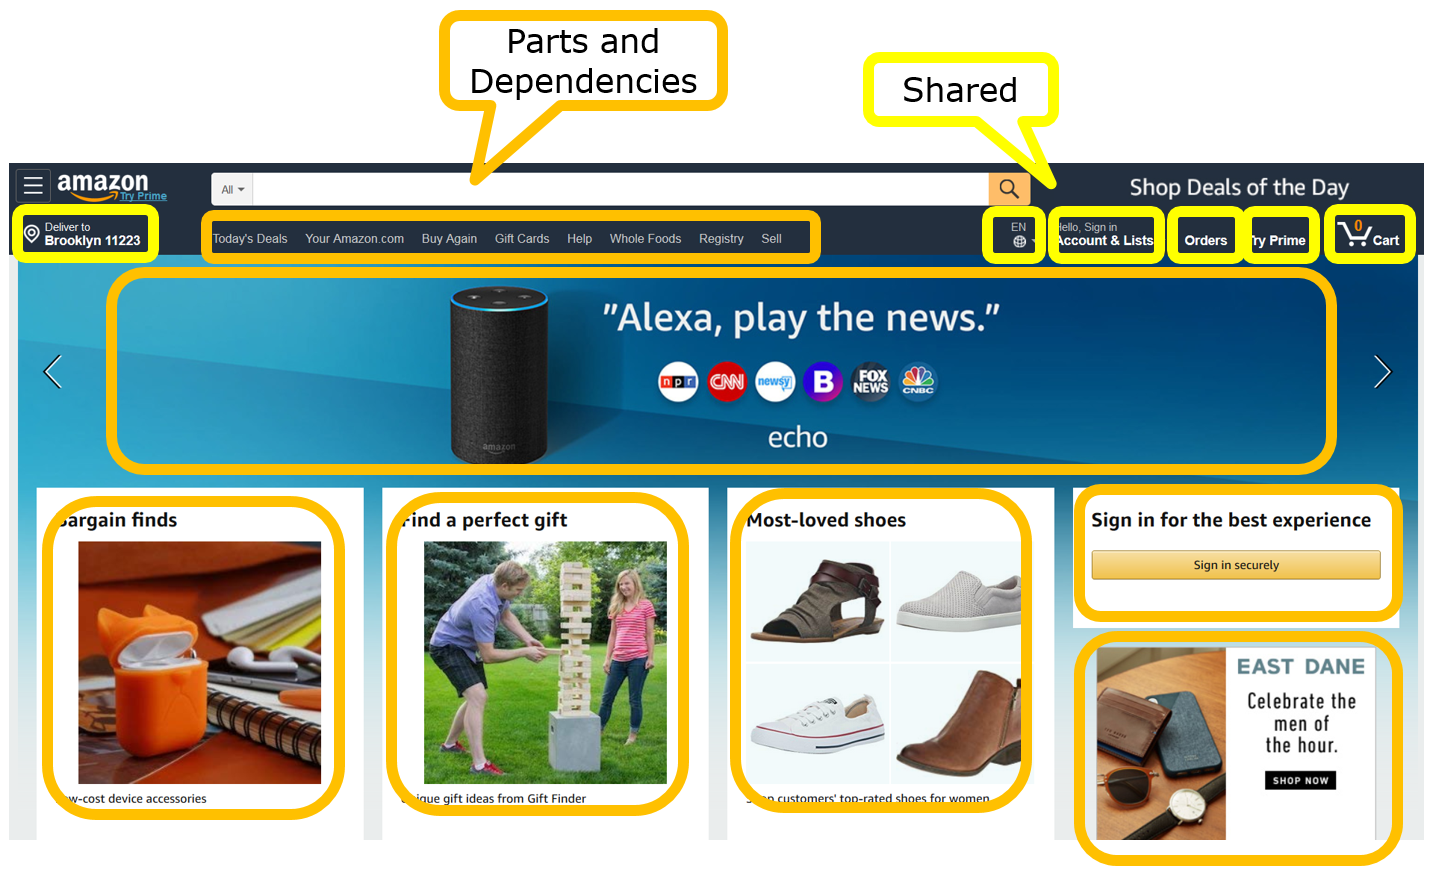 Parts and
Dependencies
Shared
amazon
Try Prime
All
Shop Deals of the Day
Deliver to
Brooklyn 11223
Today's Deals Your Amazon.com Buy Again Gift Cards Help Whole Foods Registry Sell
EN
Hello, Sign in
Account & Lists
Orders
Try Prime
0
Cart
"Alexa, play the news."
npr CNN newsy B FOX NEWS CNBC
echo
amazon
Bargain finds
Find a perfect gift
Most-loved shoes
Sign in for the best experience
Sign in securely
EAST DANE
Celebrate the
men of
the hour.
SHOP NOW
Low-cost device accessories
Unique gift ideas from Gift Finder
Shop customers' top-rated shoes for women